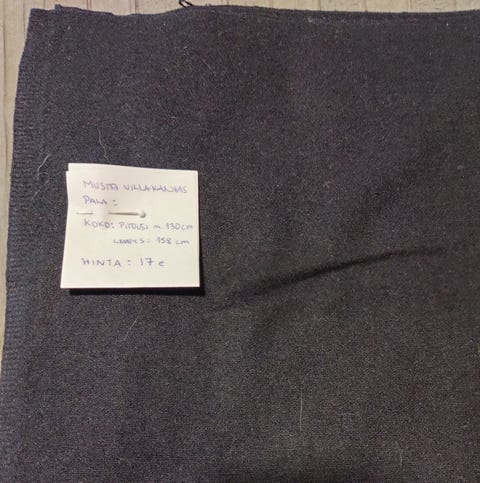 MUSTA VILLAKANGAS
PALA:
KOKO: PITUUS: n. 130 cm
LEVEYS: 158 cm
HINTA: 17 €